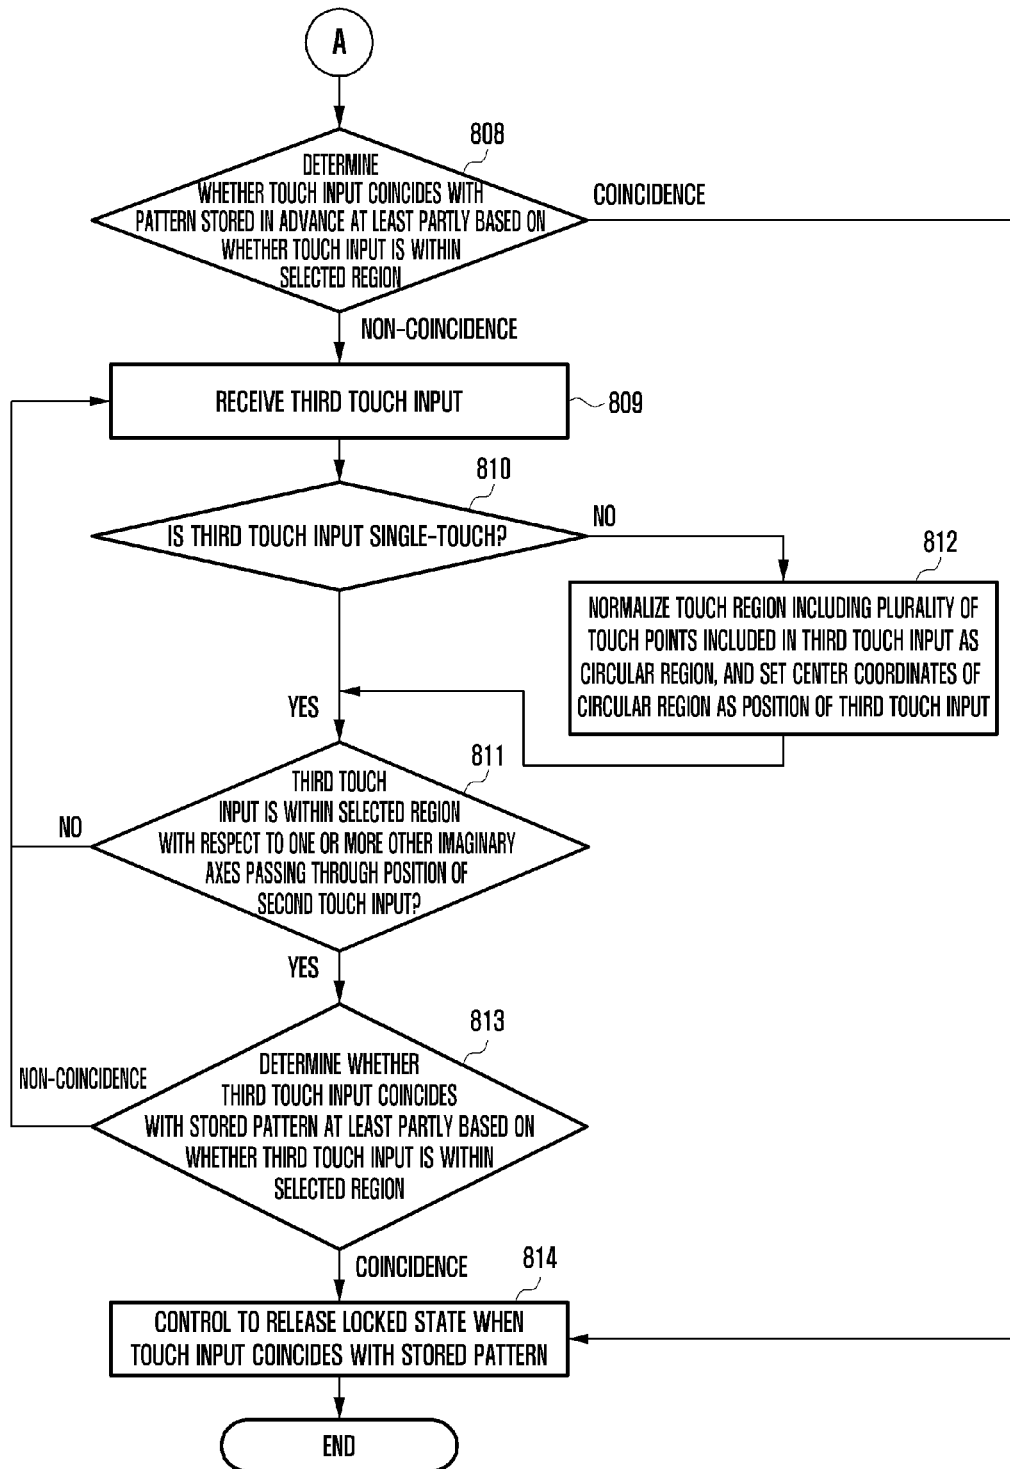 A
808
DETERMINE
WHETHER TOUCH INPUT COINCIDES WITH
PATTERN STORED IN ADVANCE AT LEAST PARTLY BASED ON
WHETHER TOUCH INPUT IS WITHIN
SELECTED REGION
COINCIDENCE
NON-COINCIDENCE
RECEIVE THIRD TOUCH INPUT
809
810
IS THIRD TOUCH INPUT SINGLE-TOUCH?
NO
812
NORMALIZE TOUCH REGION INCLUDING PLURALITY OF
TOUCH POINTS INCLUDED IN THIRD TOUCH INPUT AS
CIRCULAR REGION, AND SET CENTER COORDINATES OF
CIRCULAR REGION AS POSITION OF THIRD TOUCH INPUT
YES
811
THIRD TOUCH
INPUT IS WITHIN SELECTED REGION
WITH RESPECT TO ONE OR MORE OTHER IMAGINARY
AXES PASSING THROUGH POSITION OF
SECOND TOUCH INPUT?
NO
YES
813
DETERMINE WHETHER
THIRD TOUCH INPUT COINCIDES
WITH STORED PATTERN AT LEAST PARTLY BASED ON
WHETHER THIRD TOUCH INPUT IS WITHIN
SELECTED REGION
NON-COINCIDENCE
COINCIDENCE
814
CONTROL TO RELEASE LOCKED STATE WHEN
TOUCH INPUT COINCIDES WITH STORED PATTERN
END